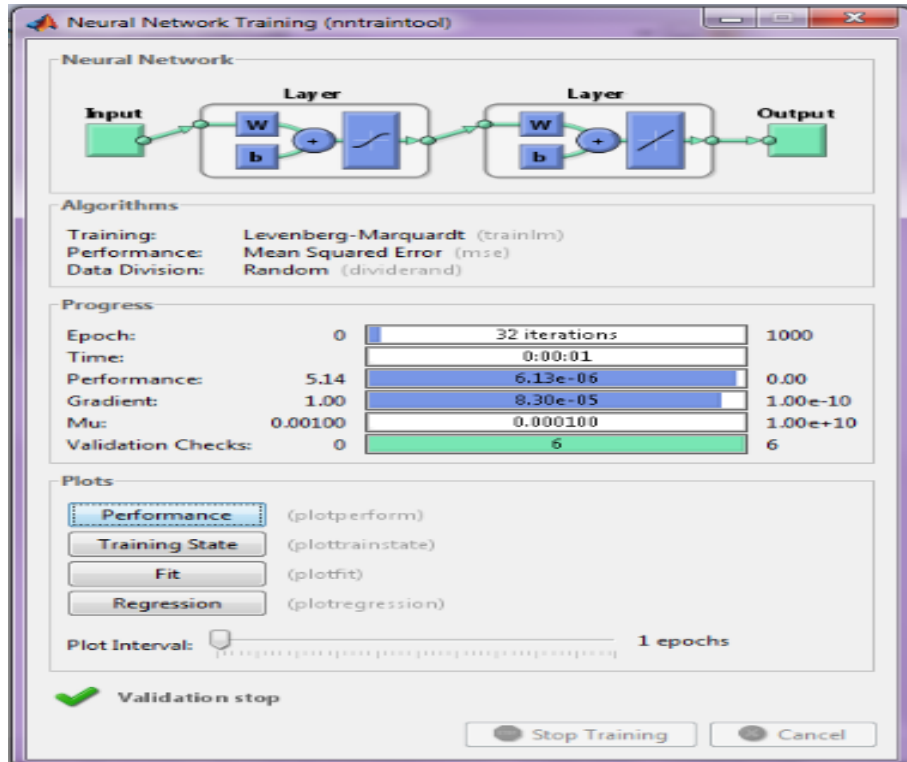 Neural Network Training (nntraintool)
Neural Network
Layer Layer
Input Output
W W
b b
+ +
Algorithms
Training: Levenberg-Marquardt (trainlm)
Performance: Mean Squared Error (mse)
Data Division: Random (dividerand)
Progress
Epoch: 0 32 iterations 1000
Time: 0:00:01
Performance: 5.14 6.13e-06 0.00
Gradient: 1.00 8.30e-05 1.00e-10
Mu: 0.00100 0.000100 1.00e+10
Validation Checks: 0 6 6
Plots
Performance (plotperform)
Training State (plottrainstate)
Fit (plotfit)
Regression (plotregression)
Plot Interval: 1 epochs
Validation stop
Stop Training Cancel